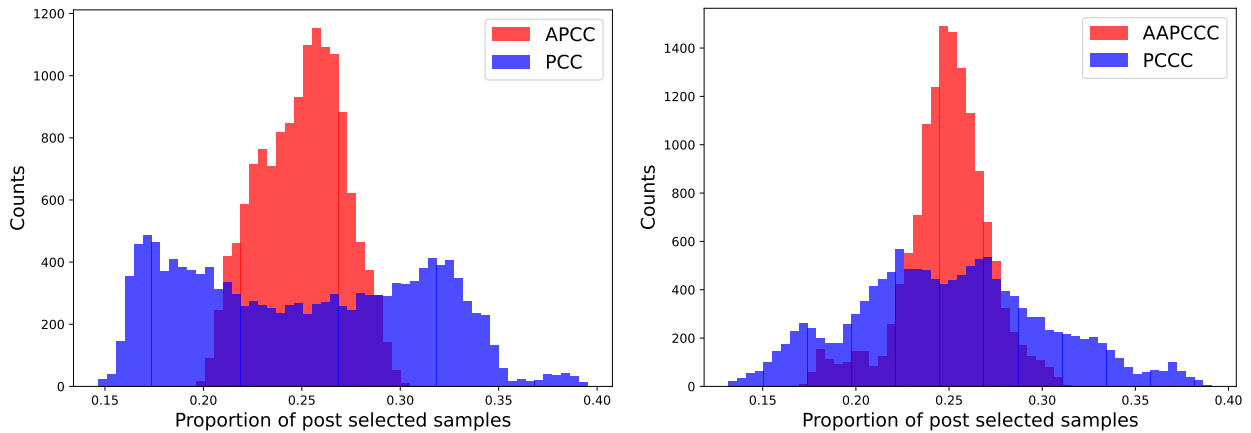 1200
1000
800
600
400
200
0
Counts
APCC
PCC
0.15 0.20 0.25 0.30 0.35 0.40
Proportion of post selected samples
1400
1200
1000
800
600
400
200
0
Counts
AAPCCC
PCCC
0.15 0.20 0.25 0.30 0.35 0.40
Proportion of post selected samples